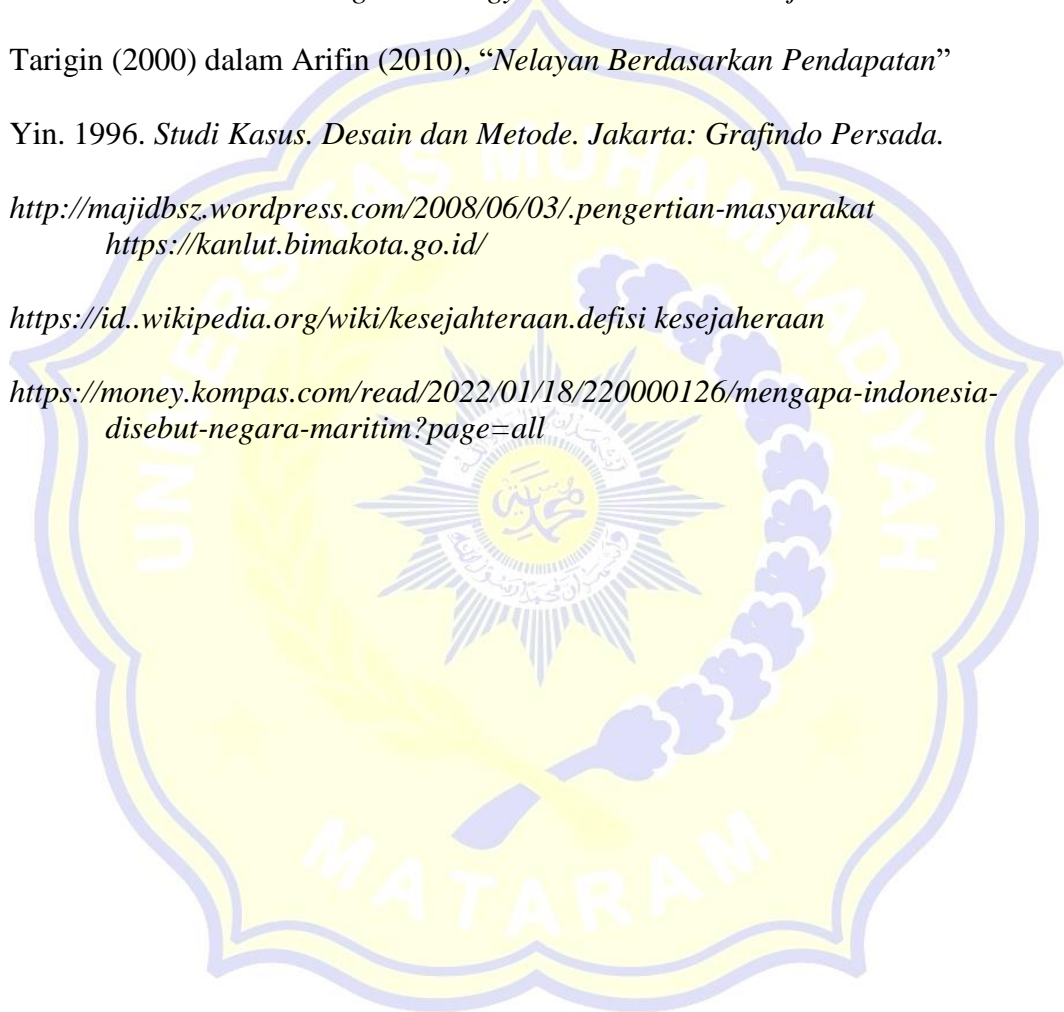 Tarigin (2000) dalam Arifin (2010), “Nelayan Berdasarkan Pendapatan”
Yin. 1996. Studi Kasus. Desain dan Metode. Jakarta: Grafindo Persada.
http://majidbsz.wordpress.com/2008/06/03/.pengertian-masyarakat
https://kanlut.bimakota.go.id/
https://id..wikipedia.org/wiki/kesejahteraan.defisi kesejaheraan
https://money.kompas.com/read/2022/01/18/220000126/mengapa-indonesia-
disebut-negara-maritim?page=all
UNIVERSITAS MUHAMMADIYAH
MATARAM